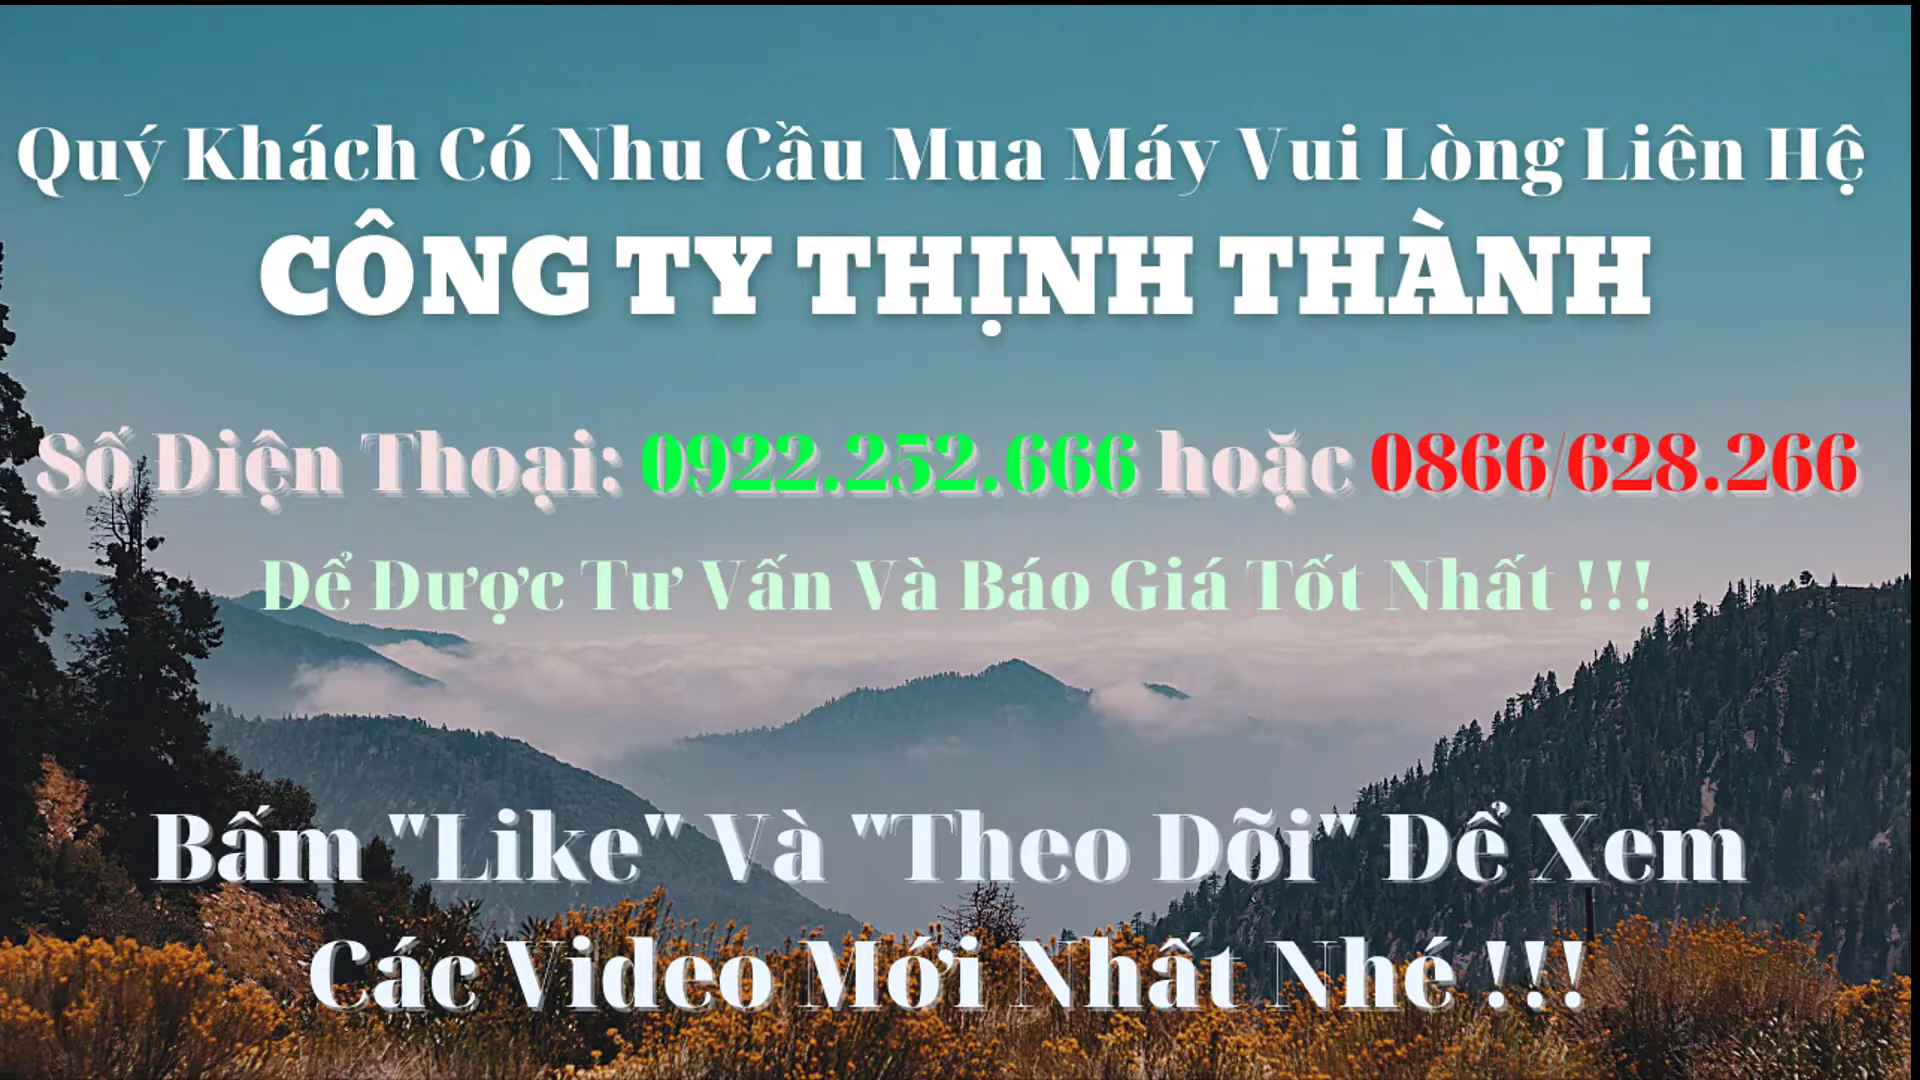 Quý Khách Có Nhu Cầu Mua Máy Vui Lòng Liên Hệ
CÔNG TY THỊNH THÀNH
Số Điện Thoại: 0922.252.666 hoặc 0866/628.266
Để Được Tư Vấn Và Báo Giá Tốt Nhất !!!
Bấm "Like" Và "Theo Dõi" Để Xem
Các Video Mới Nhất Nhé !!!